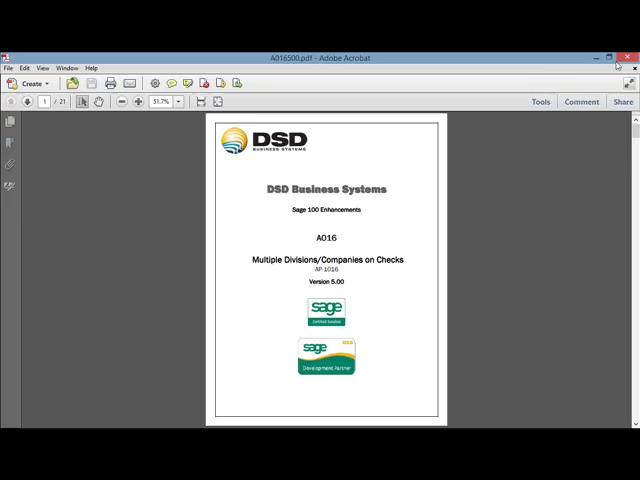 A016500.pdf - Adobe Acrobat
File Edit View Window Help
Create
1 / 21 51.7% Tools Comment Share
DSD
BUSINESS SYSTEMS
DSD Business Systems
Sage 100 Enhancements
A016
Multiple Divisions/Companies on Checks
AP-1016
Version 5.00
sage
Certified Solution
sage DSD
Development Partner